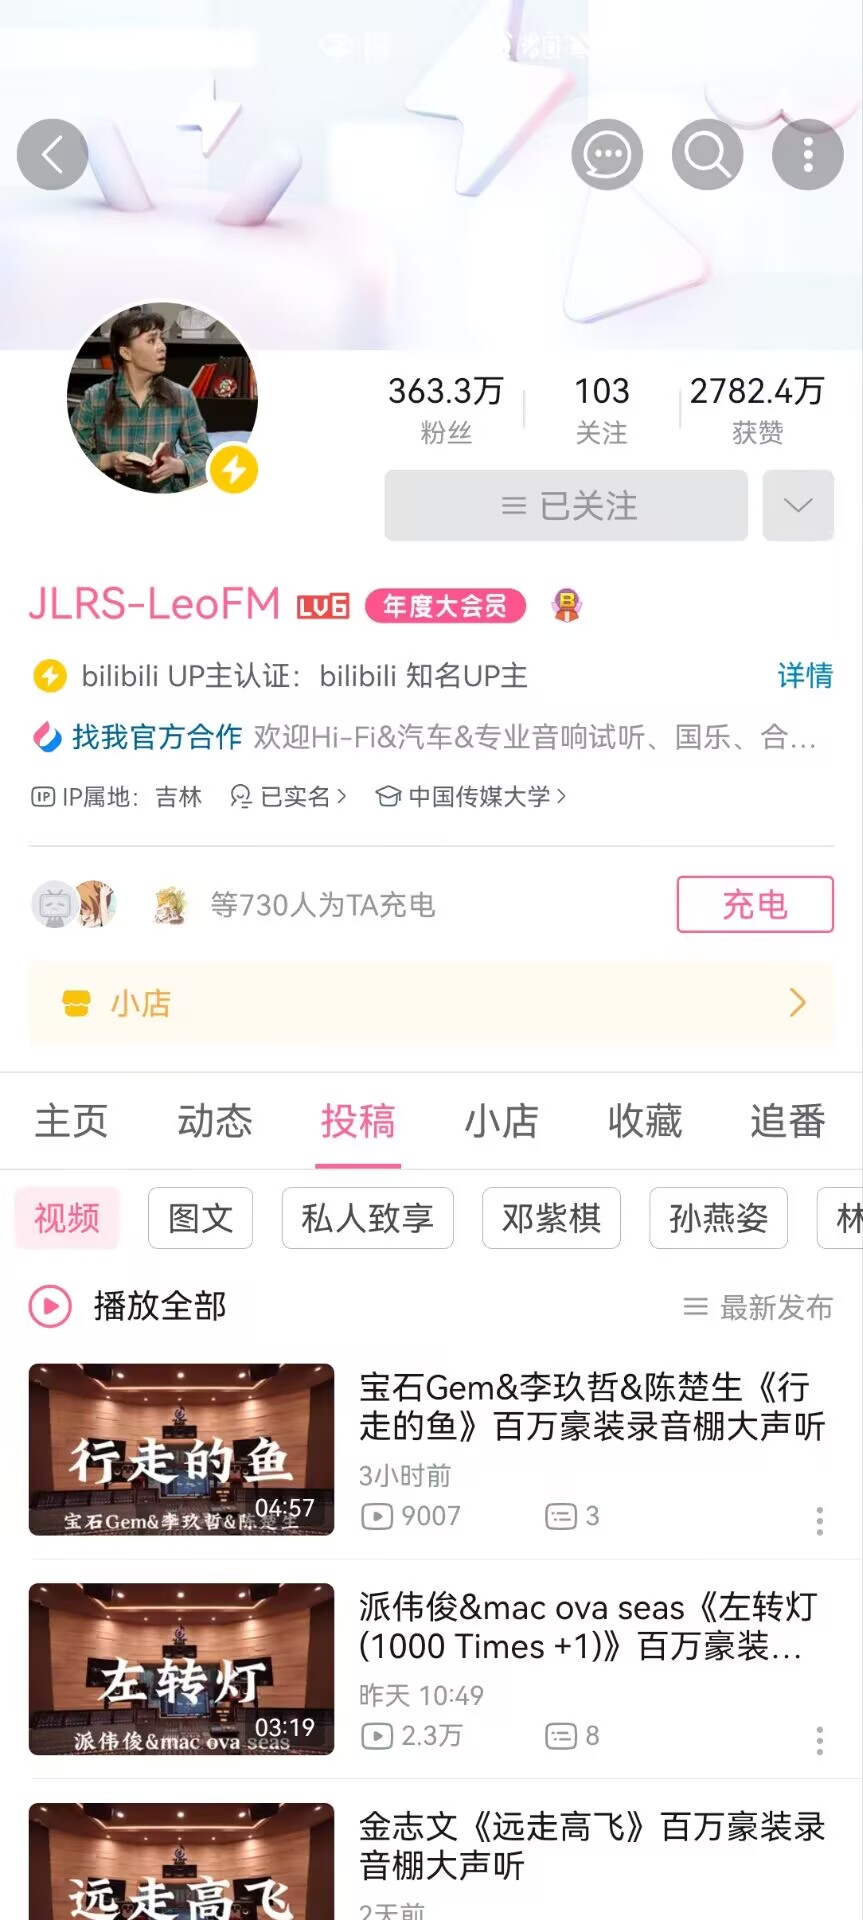 363.3万 103 2782.4万
粉丝 关注 获赞
已关注
JLRS-LeoFM LV6 年度大会员 B
bilibili UP主认证：bilibili 知名UP主 详情
找我官方合作 欢迎Hi-Fi&汽车&专业音响试听、国乐、合...
IP IP属地：吉林 已实名 中国传媒大学
等730人为TA充电 充电
小店
主页 动态 投稿 小店 收藏 追番
视频 图文 私人致享 邓紫棋 孙燕姿 林
播放全部 最新发布
行走的鱼
04:57
宝石Gem&李玖哲&陈楚生
宝石Gem&李玖哲&陈楚生《行
走的鱼》百万豪装录音棚大声听
3小时前
9007 3
左转灯
03:19
派伟俊&mac ova seas
派伟俊&mac ova seas《左转灯
(1000 Times +1)》百万豪装...
昨天 10:49
2.3万 8
远走高飞
金志文《远走高飞》百万豪装录
音棚大声听
2天前